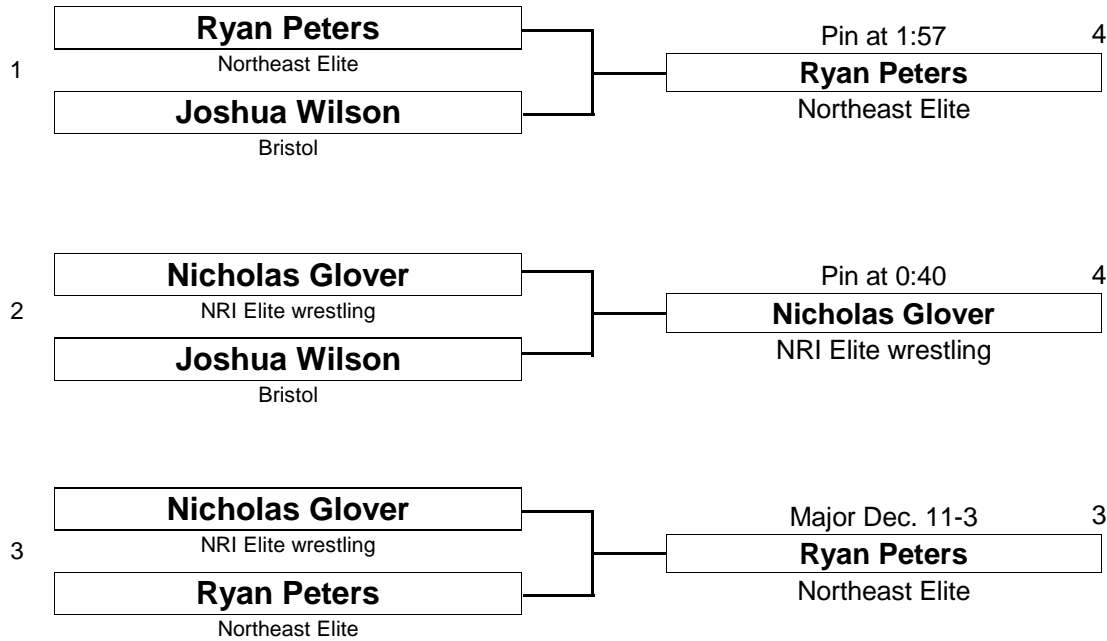 Ryan Peters
Northeast Elite
1
Joshua Wilson
Bristol
Pin at 1:57 4
Ryan Peters
Northeast Elite
Nicholas Glover
NRI Elite wrestling
2
Joshua Wilson
Bristol
Pin at 0:40 4
Nicholas Glover
NRI Elite wrestling
Nicholas Glover
NRI Elite wrestling
3
Ryan Peters
Northeast Elite
Major Dec. 11-3 3
Ryan Peters
Northeast Elite